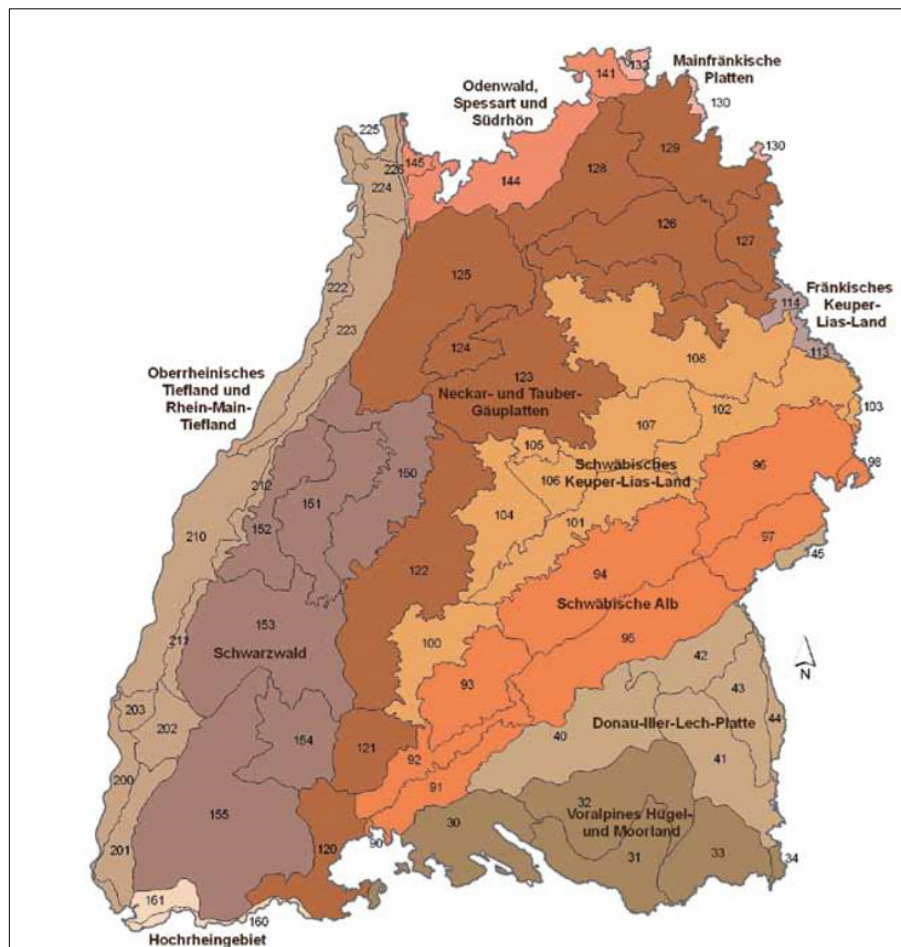 Mainfränkische
Platten
133
141
130
Odenwald,
Spessart und
Südrhön
225
226
145
224
144
128
129
130
126
127
125
222
223
114
Fränkisches
Keuper-
Lias-Land
113
124
123
108
Oberrheinisches
Tiefland und
Rhein-Main-
Tiefland
Neckar- und Tauber-
Gäuplatten
107
102
103
105
Schwäbisches
Keuper-Lias-Land
106
150
151
212
152
104
101
96
98
97
45
210
122
94
Schwäbische Alb
95
153
Schwarzwald
211
100
93
42
43
44
N
203
202
154
121
92
40
Donau-Iller-Lech-Platte
41
200
91
155
201
120
90
30
32
Voralpines Hügel-
und Moorland
31
33
34
161
160
Hochrheingebiet